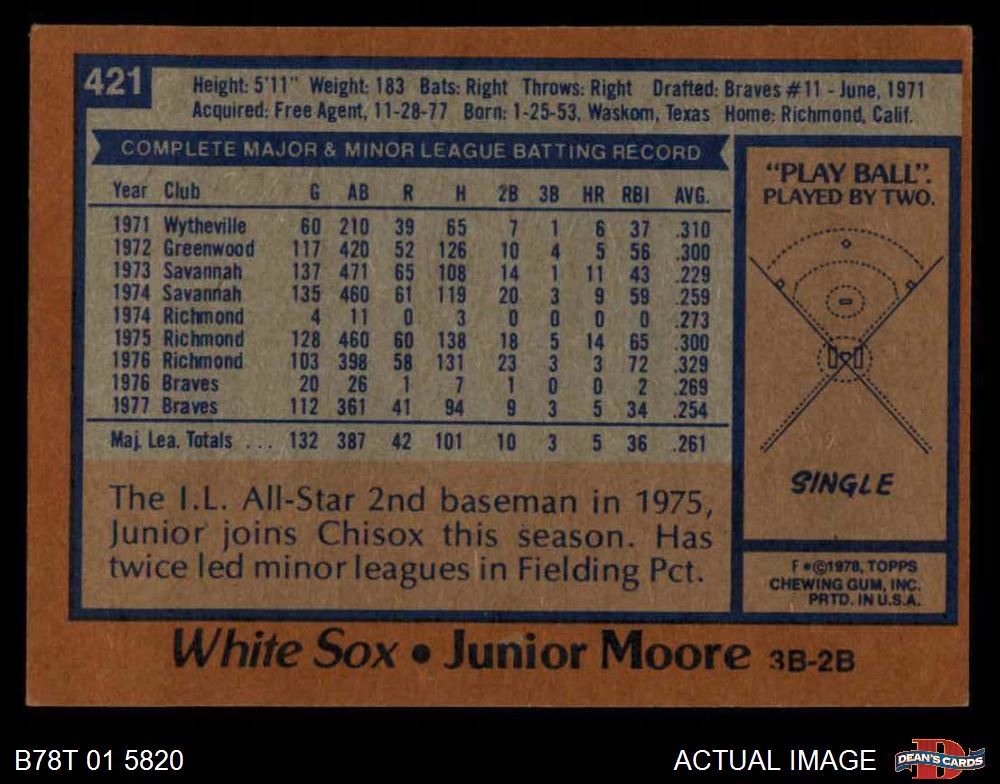 421
Height: 5'11" Weight: 183 Bats: Right Throws: Right Drafted: Braves #11 - June, 1971
Acquired: Free Agent, 11-28-77 Born: 1-25-53, Waskom, Texas Home: Richmond, Calif.
COMPLETE MAJOR & MINOR LEAGUE BATTING RECORD
Year Club G AB R H 2B 3B HR RBI AVG.
1971 Wytheville 60 210 39 65 7 1 6 37 .310
1972 Greenwood 117 420 52 126 10 4 5 56 .300
1973 Savannah 137 471 65 108 14 1 11 43 .229
1974 Savannah 135 460 61 119 20 3 9 59 .259
1974 Richmond 4 11 0 3 0 0 0 0 .273
1975 Richmond 128 460 60 138 18 5 14 65 .300
1976 Richmond 103 398 58 131 23 3 3 72 .329
1976 Braves 20 26 1 7 1 0 0 2 .269
1977 Braves 112 361 41 94 9 3 5 34 .254
Maj. Lea. Totals ... 132 387 42 101 10 3 5 36 .261
The I.L. All-Star 2nd baseman in 1975,
Junior joins Chisox this season. Has
twice led minor leagues in Fielding Pct.
"PLAY BALL".
PLAYED BY TWO.
SINGLE
F*©1978, TOPPS
CHEWING GUM, INC.
PRTD. IN U.S.A.
White Sox • Junior Moore 3B-2B
B78T 01 5820
ACTUAL IMAGE
D
DEAN'S CARDS